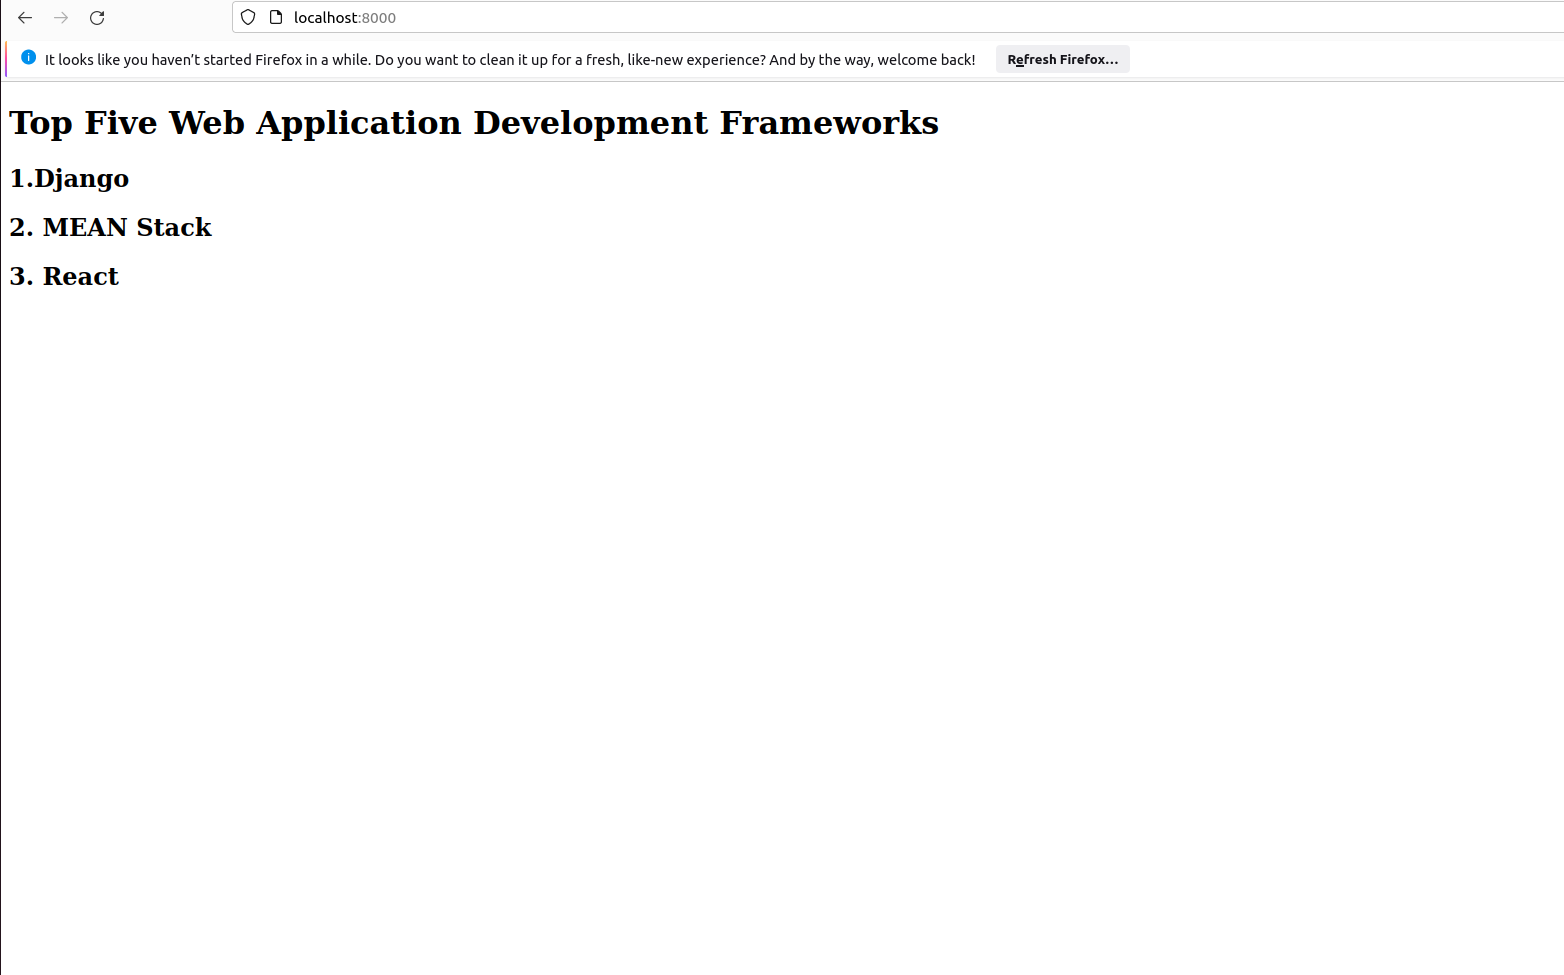 localhost:8000
It looks like you haven’t started Firefox in a while. Do you want to clean it up for a fresh, like-new experience? And by the way, welcome back! Refresh Firefox…
Top Five Web Application Development Frameworks
1.Django
2. MEAN Stack
3. React